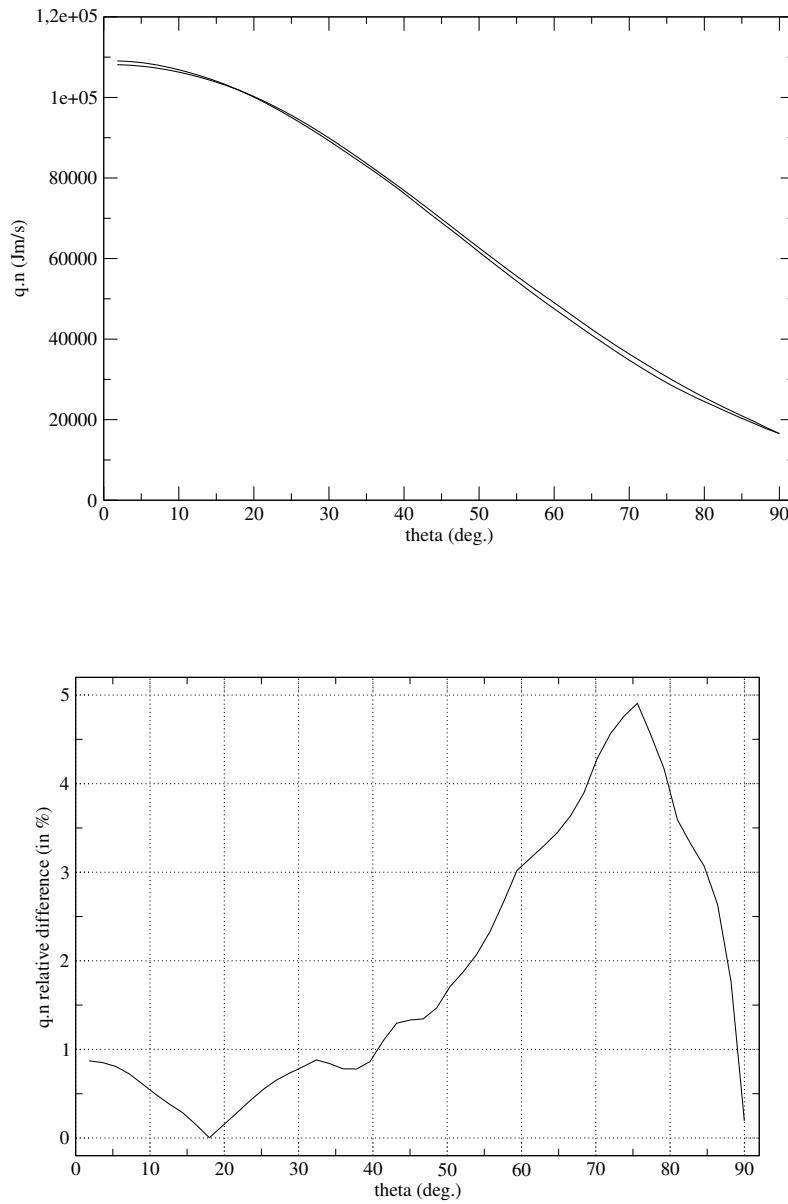 1,2e+05
1e+05
80000
60000
40000
20000
0
q.n (Jm/s)
0 10 20 30 40 50 60 70 80 90
theta (deg.)
5
4
3
2
1
0
q.n relative difference (in %)
0 10 20 30 40 50 60 70 80 90
theta (deg.)